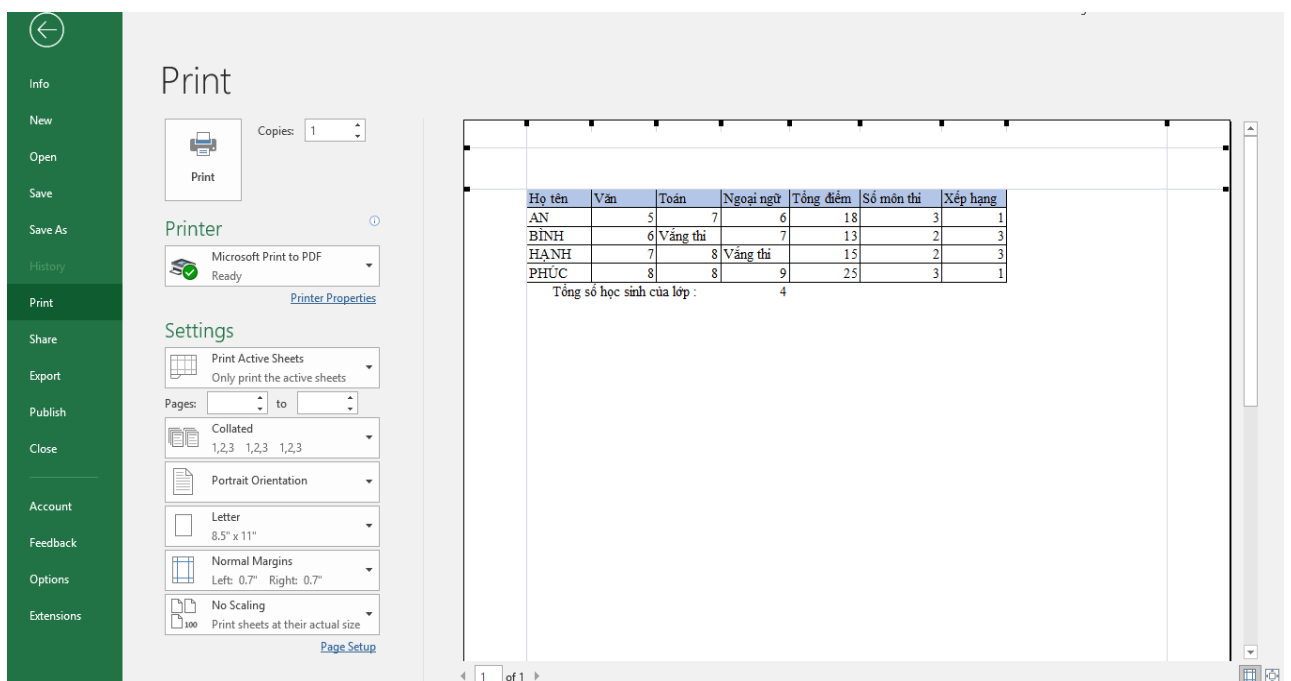 Print
Info
New
Open
Save
Save As
History
Print
Share
Export
Publish
Close
Account
Feedback
Options
Extensions
Copies: 1
Print
Printer
Microsoft Print to PDF
Ready
Printer Properties
Settings
Print Active Sheets
Only print the active sheets
Pages: to
Collated
1,2,3 1,2,3 1,2,3
Portrait Orientation
Letter
8.5" x 11"
Normal Margins
Left: 0.7" Right: 0.7"
No Scaling
100
Print sheets at their actual size
Page Setup
Họ tên Văn Toán Ngoại ngữ Tổng điểm Số môn thi Xếp hạng
AN 5 7 6 18 3 1
BÌNH 6 Vắng thi 7 13 2 3
HẠNH 7 8 Vắng thi 15 2 3
PHÚC 8 8 9 25 3 1
Tổng số học sinh của lớp : 4
1 of 1